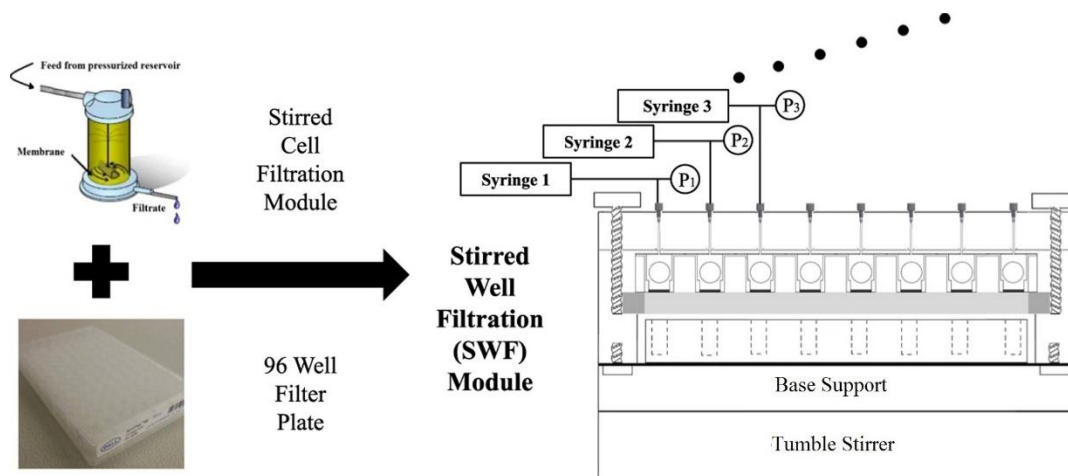 Feed from pressurized reservoir
Membrane
Filtrate
Stirred
Cell
Filtration
Module
96 Well
Filter
Plate
Stirred
Well
Filtration
(SWF)
Module
Syringe 3
P3
Syringe 2
P2
Syringe 1
P1
Base Support
Tumble Stirrer